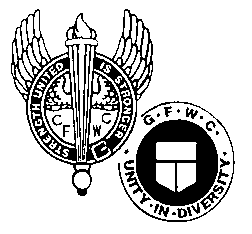 STRENGTH UNITED IS STRONGER
C F W C
G·F·W·C·
·UNITY·IN·DIVERSITY·